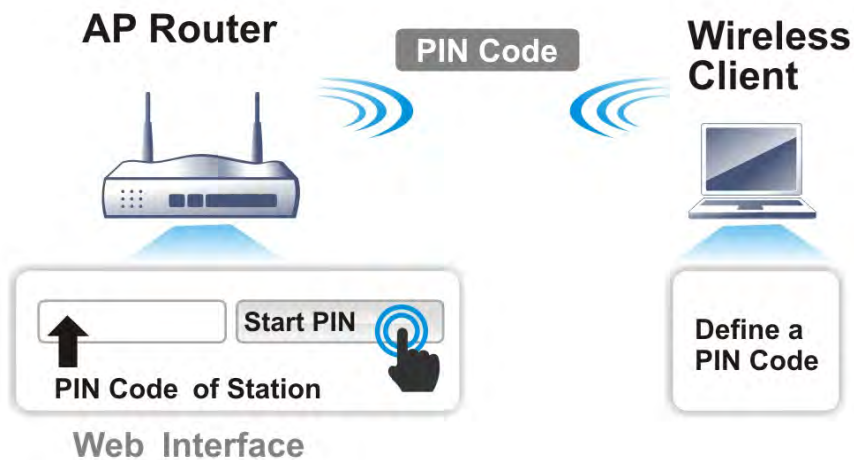 AP Router
PIN Code
Wireless
Client
Start PIN
PIN Code of Station
Define a
PIN Code
Web Interface